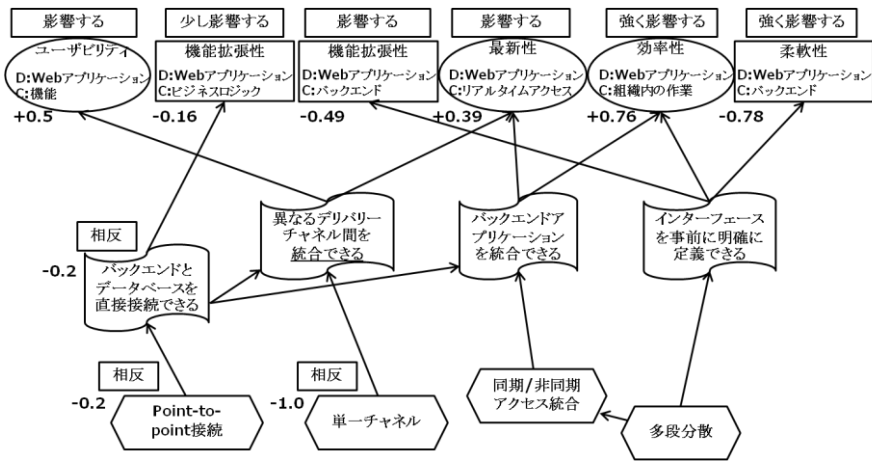 影響する
少し影響する
影響する
影響する
強く影響する
強く影響する
ユーザビリティ
D:Webアプリケーション
C:機能
+0.5
機能拡張性
D:Webアプリケーション
C:ビジネスロジック
-0.16
機能拡張性
D:Webアプリケーション
C:バックエンド
-0.49
最新性
D:Webアプリケーション
C:リアルタイムアクセス
+0.39
効率性
D:Webアプリケーション
C:組織内の作業
+0.76
柔軟性
D:Webアプリケーション
C:バックエンド
-0.78
相反
-0.2
バックエンドと
データベースを
直接接続できる
異なるデリバリー
チャネル間を
統合できる
バックエンドア
プリケーション
を統合できる
インターフェース
を事前に明確に
定義できる
相反
-0.2
Point-to-
point接続
相反
-1.0
単一チャネル
同期/非同期
アクセス統合
多段分散